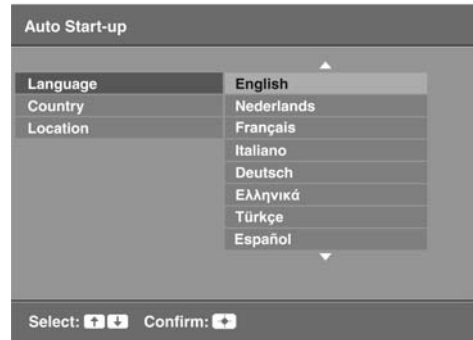 Auto Start-up
Language
Country
Location
English
Nederlands
Français
Italiano
Deutsch
Ελληνικά
Türkçe
Español
Select: Confirm: